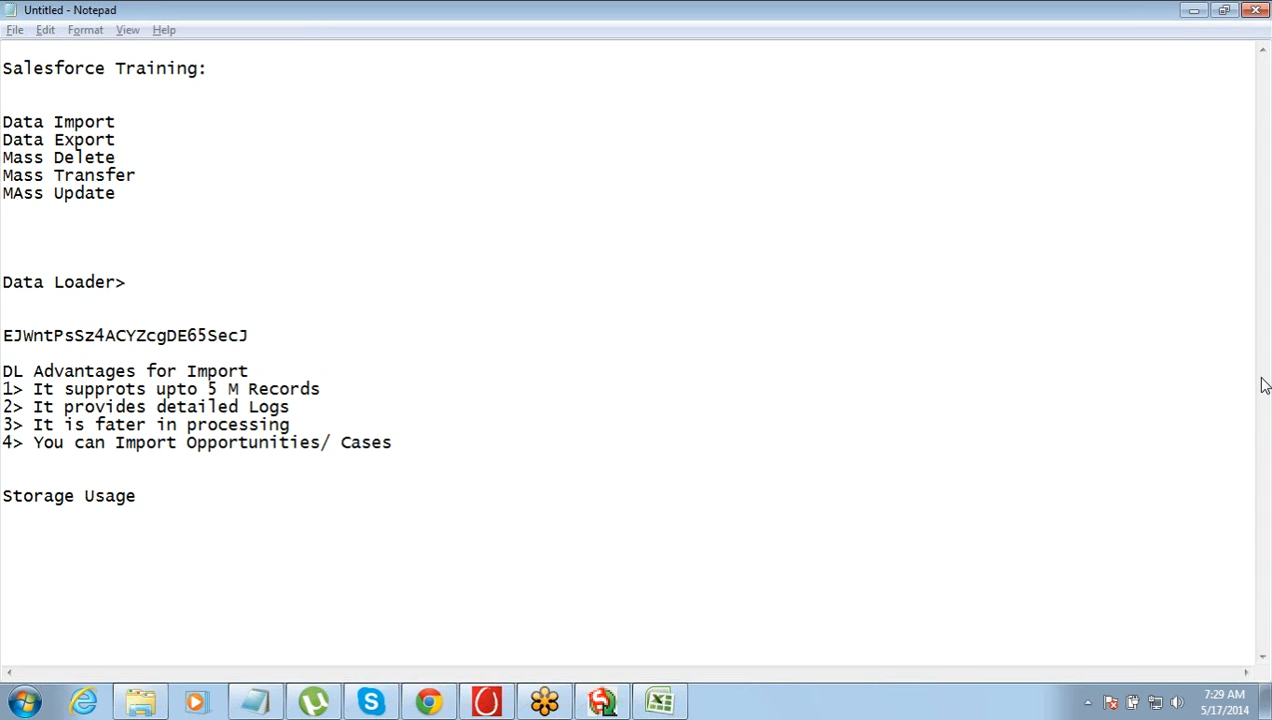 Untitled - Notepad
File Edit Format View Help
Salesforce Training:
Data Import
Data Export
Mass Delete
Mass Transfer
MAss Update
Data Loader>
EJWntPsSz4ACYZcgDE65SecJ
DL Advantages for Import
1> It supprots upto 5 M Records
2> It provides detailed Logs
3> It is fater in processing
4> You can Import Opportunities/ Cases
Storage Usage
7:29 AM
5/17/2014